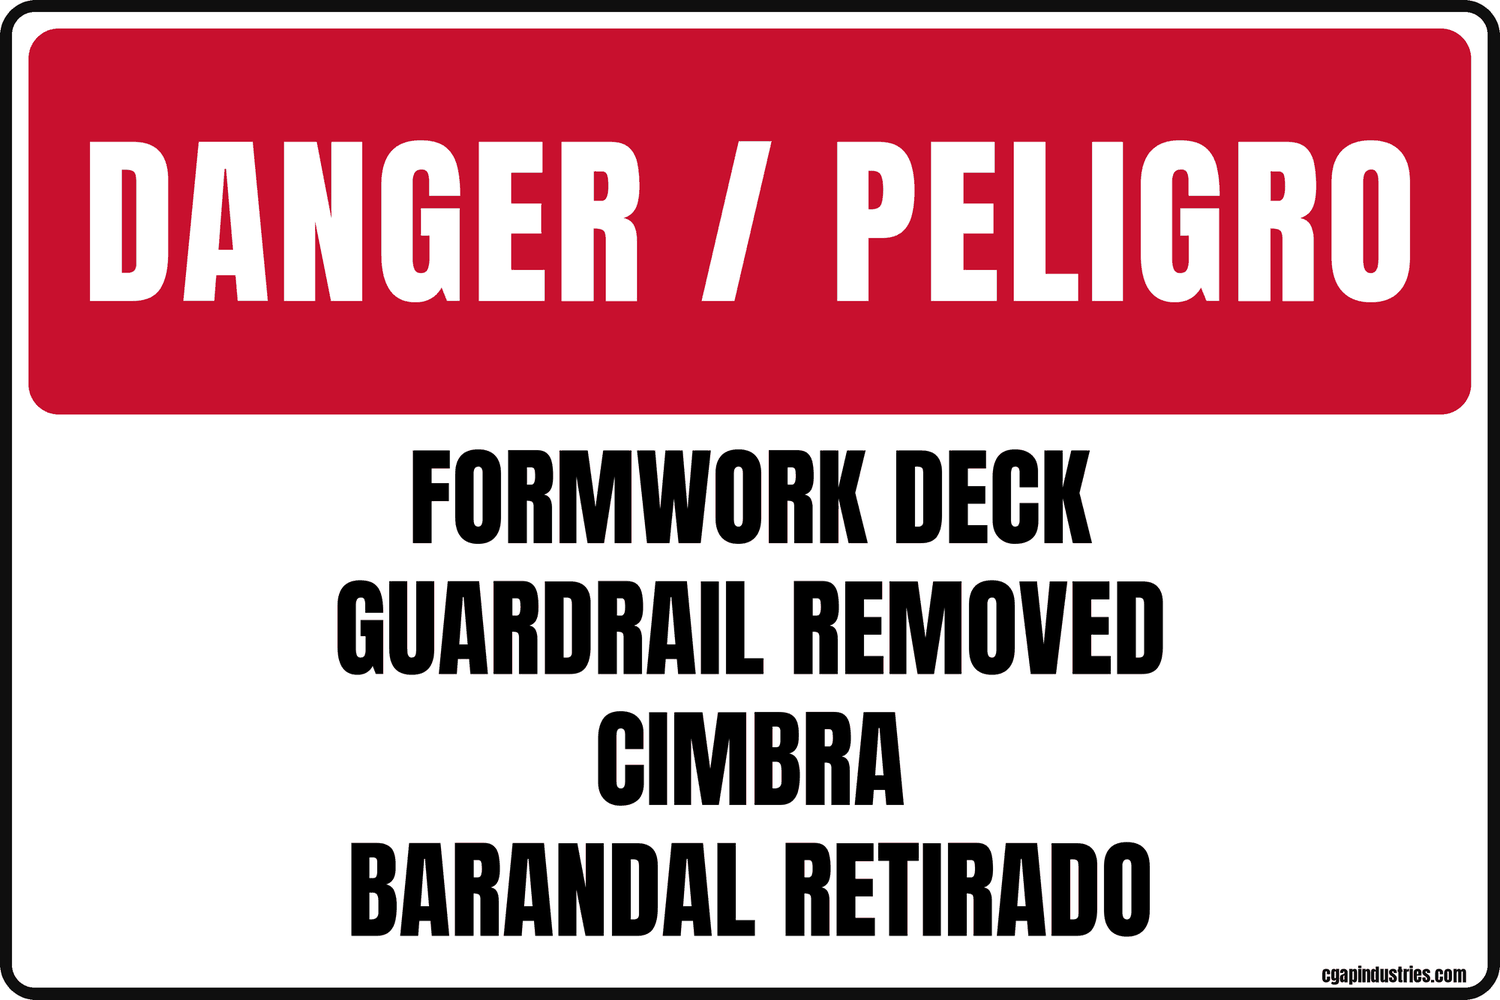 DANGER / PELIGRO
FORMWORK DECK
GUARDRAIL REMOVED
CIMBRA
BARANDAL RETIRADO
cgapindustries.com